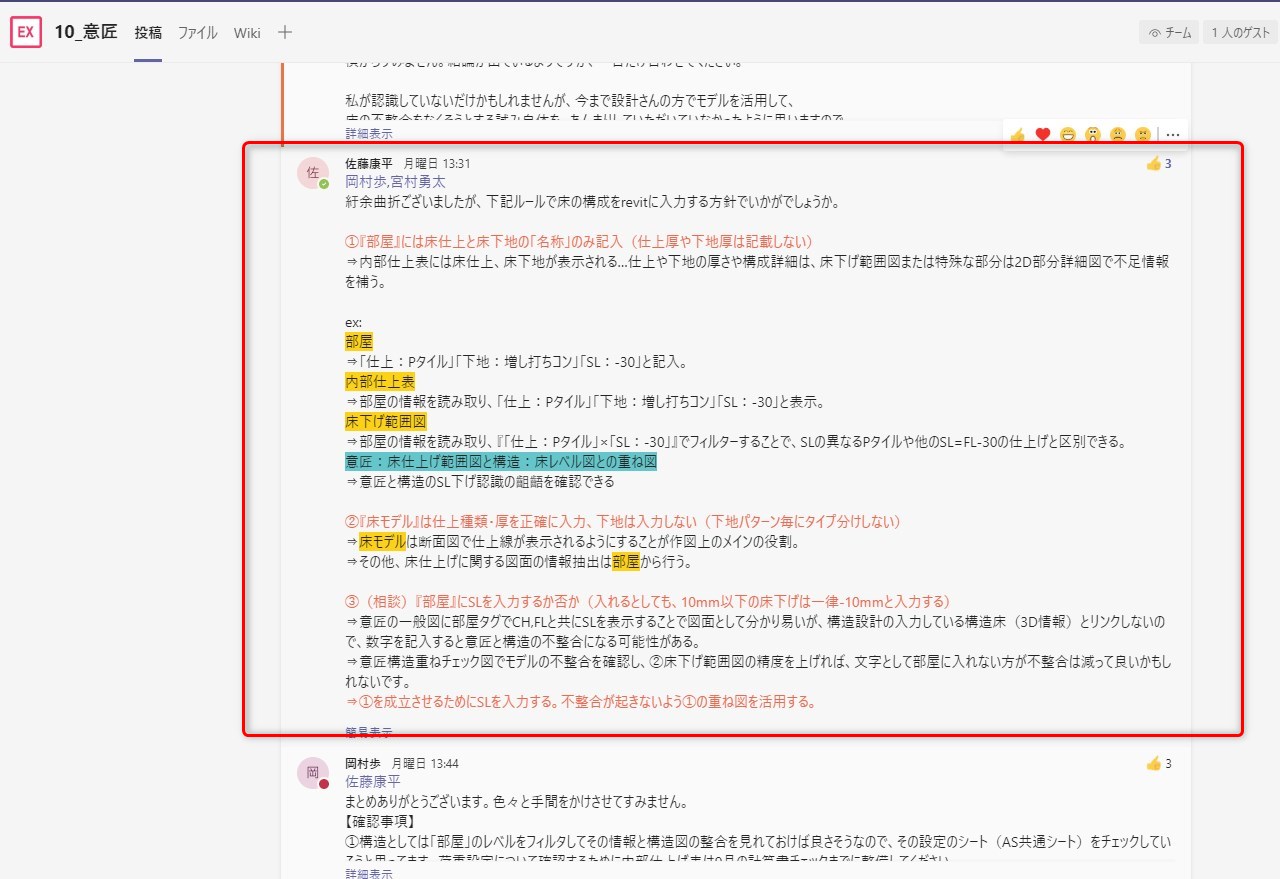 EX 10_意匠 投稿 ファイル Wiki チーム 1 人のゲスト
私が認識していないだけかもしれませんが、今まで設計さんの方でモデルを活用して、
詳細表示
佐 佐藤康平 月曜日 13:31 3
岡村歩,宮村勇太
紆余曲折ございましたが、下記ルールで床の構成をrevitに入力する方針でいかがでしょうか。
①『部屋』には床仕上と床下地の「名称」のみ記入（仕上厚や下地厚は記載しない）
⇒内部仕上表には床仕上、床下地が表示される…仕上や下地の厚さや構成詳細は、床下げ範囲図または特殊な部分は2D部分詳細図で不足情報
を補う。
ex:
部屋
⇒「仕上：Pタイル」「下地：増し打ちコン」「SL：-30」と記入。
内部仕上表
⇒部屋の情報を読み取り、「仕上：Pタイル」「下地：増し打ちコン」「SL：-30」と表示。
床下げ範囲図
⇒部屋の情報を読み取り、『「仕上：Pタイル」×「SL：-30」』でフィルターすることで、SLの異なるPタイルや他のSL=FL-30の仕上げと区別できる。
意匠：床仕上げ範囲図と構造：床レベル図との重ね図
⇒意匠と構造のSL下げ認識の齟齬を確認できる
②『床モデル』は仕上種類・厚を正確に入力、下地は入力しない（下地パターン毎にタイプ分けしない）
⇒床モデルは断面図で仕上線が表示されるようにすることが作図上のメインの役割。
⇒その他、床仕上げに関する図面の情報抽出は部屋から行う。
③（相談）『部屋』にSLを入力するか否か（入れるとしても、10mm以下の床下げは一律-10mmと入力する）
⇒意匠の一般図に部屋タグでCH,FLと共にSLを表示することで図面として分かり易いが、構造設計の入力している構造床（3D情報）とリンクしないの
で、数字を記入すると意匠と構造の不整合になる可能性がある。
⇒意匠構造重ねチェック図でモデルの不整合を確認し、②床下げ範囲図の精度を上げれば、文字として部屋に入れない方が不整合は減って良いかもし
れないです。
⇒①を成立させるためにSLを入力する。不整合が起きないよう①の重ね図を活用する。
簡易表示
岡 岡村歩 月曜日 13:44 3
佐藤康平
まとめありがとうございます。色々と手間をかけさせてすみません。
【確認事項】
①構造としては「部屋」のレベルをフィルタしてその情報と構造図の整合を見れておけば良さそうなので、その設定のシート（AS共通シート）をチェックしてい
詳細表示